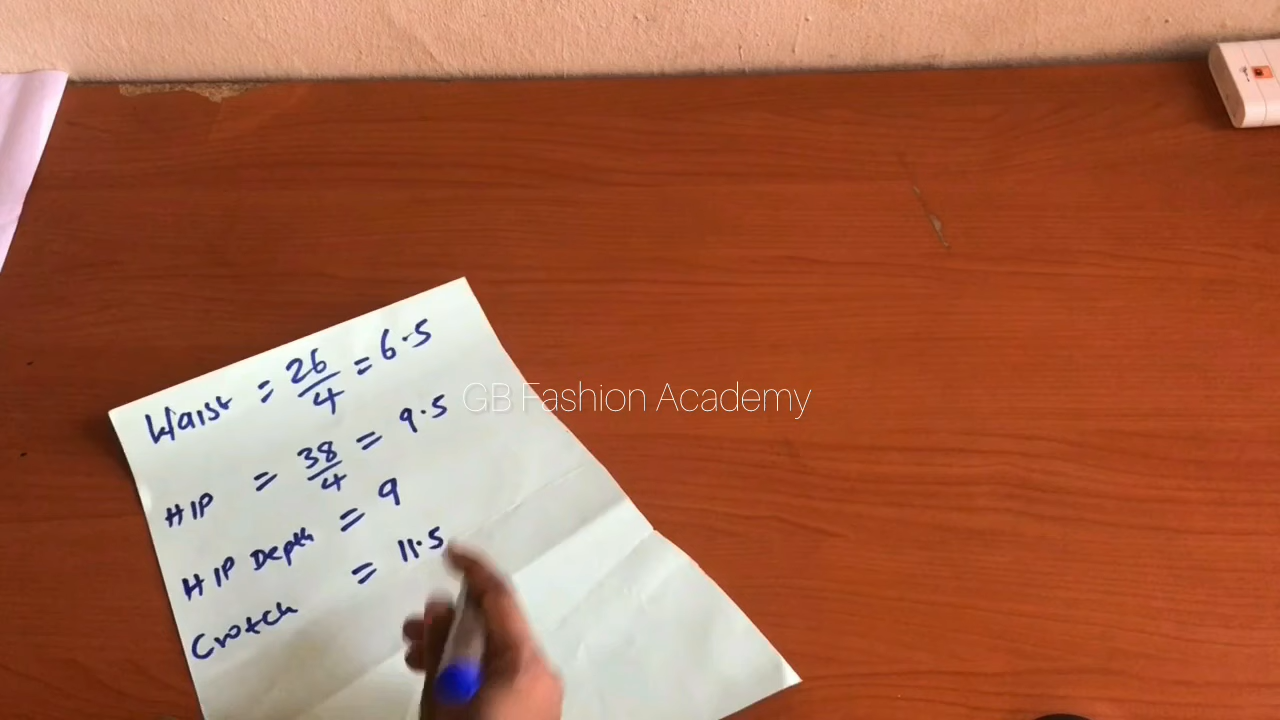 Waist = 26/4 = 6.5
HIP = 38/4 = 9.5
HIP Depth = 9
Crotch = 11.5
GB Fashion Academy